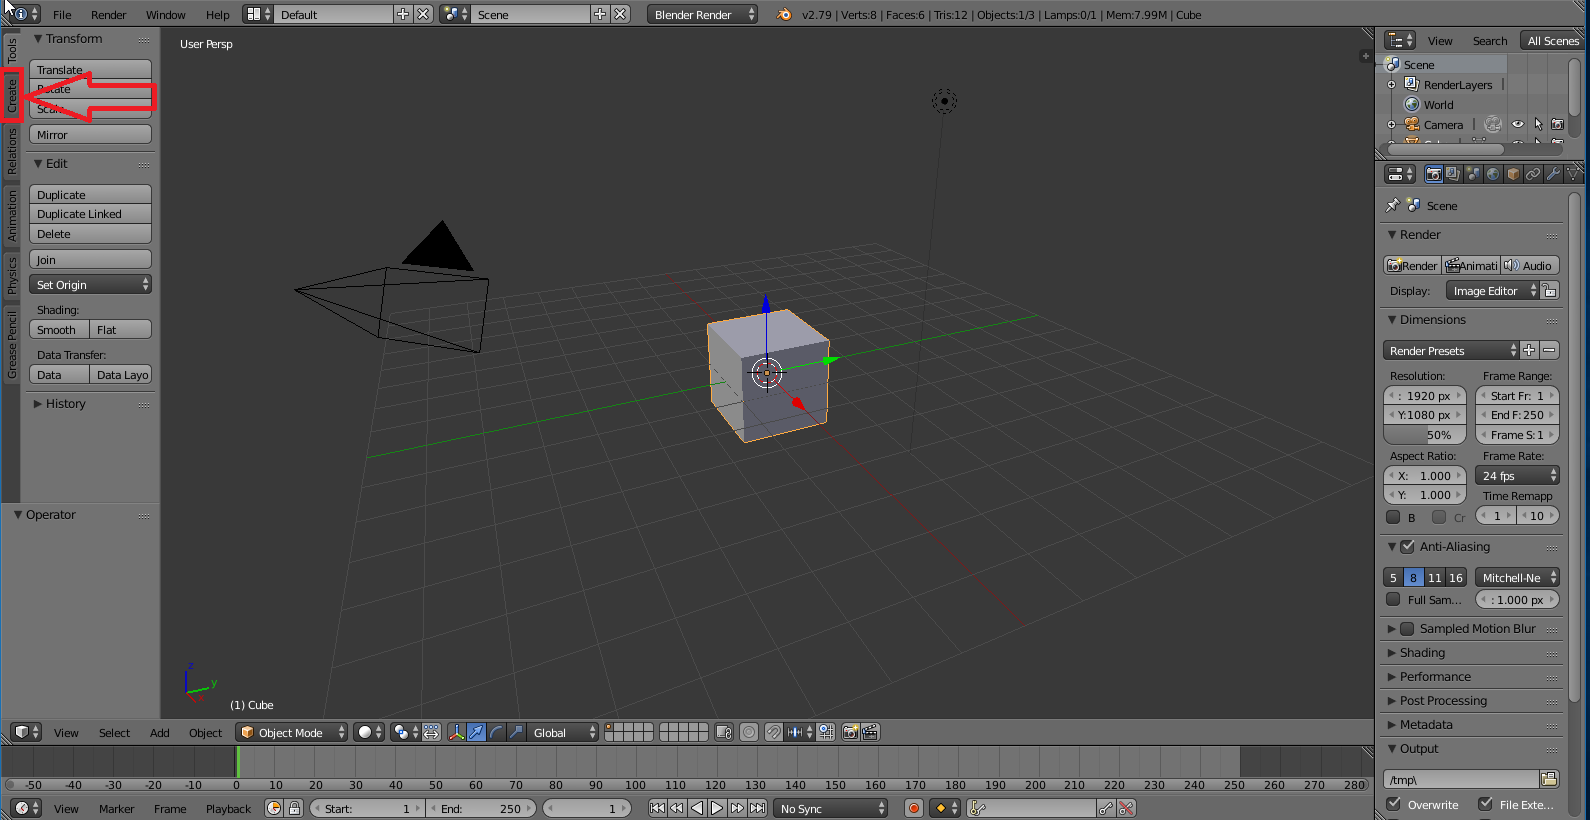 File Render Window Help Default Scene Blender Render v2.79 | Verts:8 | Faces:6 | Tris:12 | Objects:1/3 | Lamps:0/1 | Mem:7.99M | Cube
Tools
Create
Relations
Animation
Physics
Grease Pencil
Transform
Translate
Rotate
Mirror
Edit
Duplicate
Duplicate Linked
Delete
Join
Set Origin
Shading:
Smooth Flat
Data Transfer:
Data Data Layo
History
Operator
User Persp
z
y
x
(1) Cube
View Select Add Object Object Mode Global
-50 -40 -30 -20 -10 0 10 20 30 40 50 60 70 80 90 100 110 120 130 140 150 160 170 180 190 200 210 220 230 240 250 260 270 280
View Marker Frame Playback Start: 1 End: 250 1 No Sync
View Search All Scenes
Scene
RenderLayers
World
Camera
Scene
Render
Render Animati Audio
Display: Image Editor
Dimensions
Render Presets
Resolution: Frame Range:
: 1920 px Start Fr: 1
Y:1080 px End F:250
50% Frame S:1
Aspect Ratio: Frame Rate:
X: 1.000 24 fps
Y: 1.000 Time Remapp
B Cr 1 10
Anti-Aliasing
5 8 11 16 Mitchell-Ne
Full Sam... : 1.000 px
Sampled Motion Blur
Shading
Performance
Post Processing
Metadata
Output
/tmp\
Overwrite File Exte...